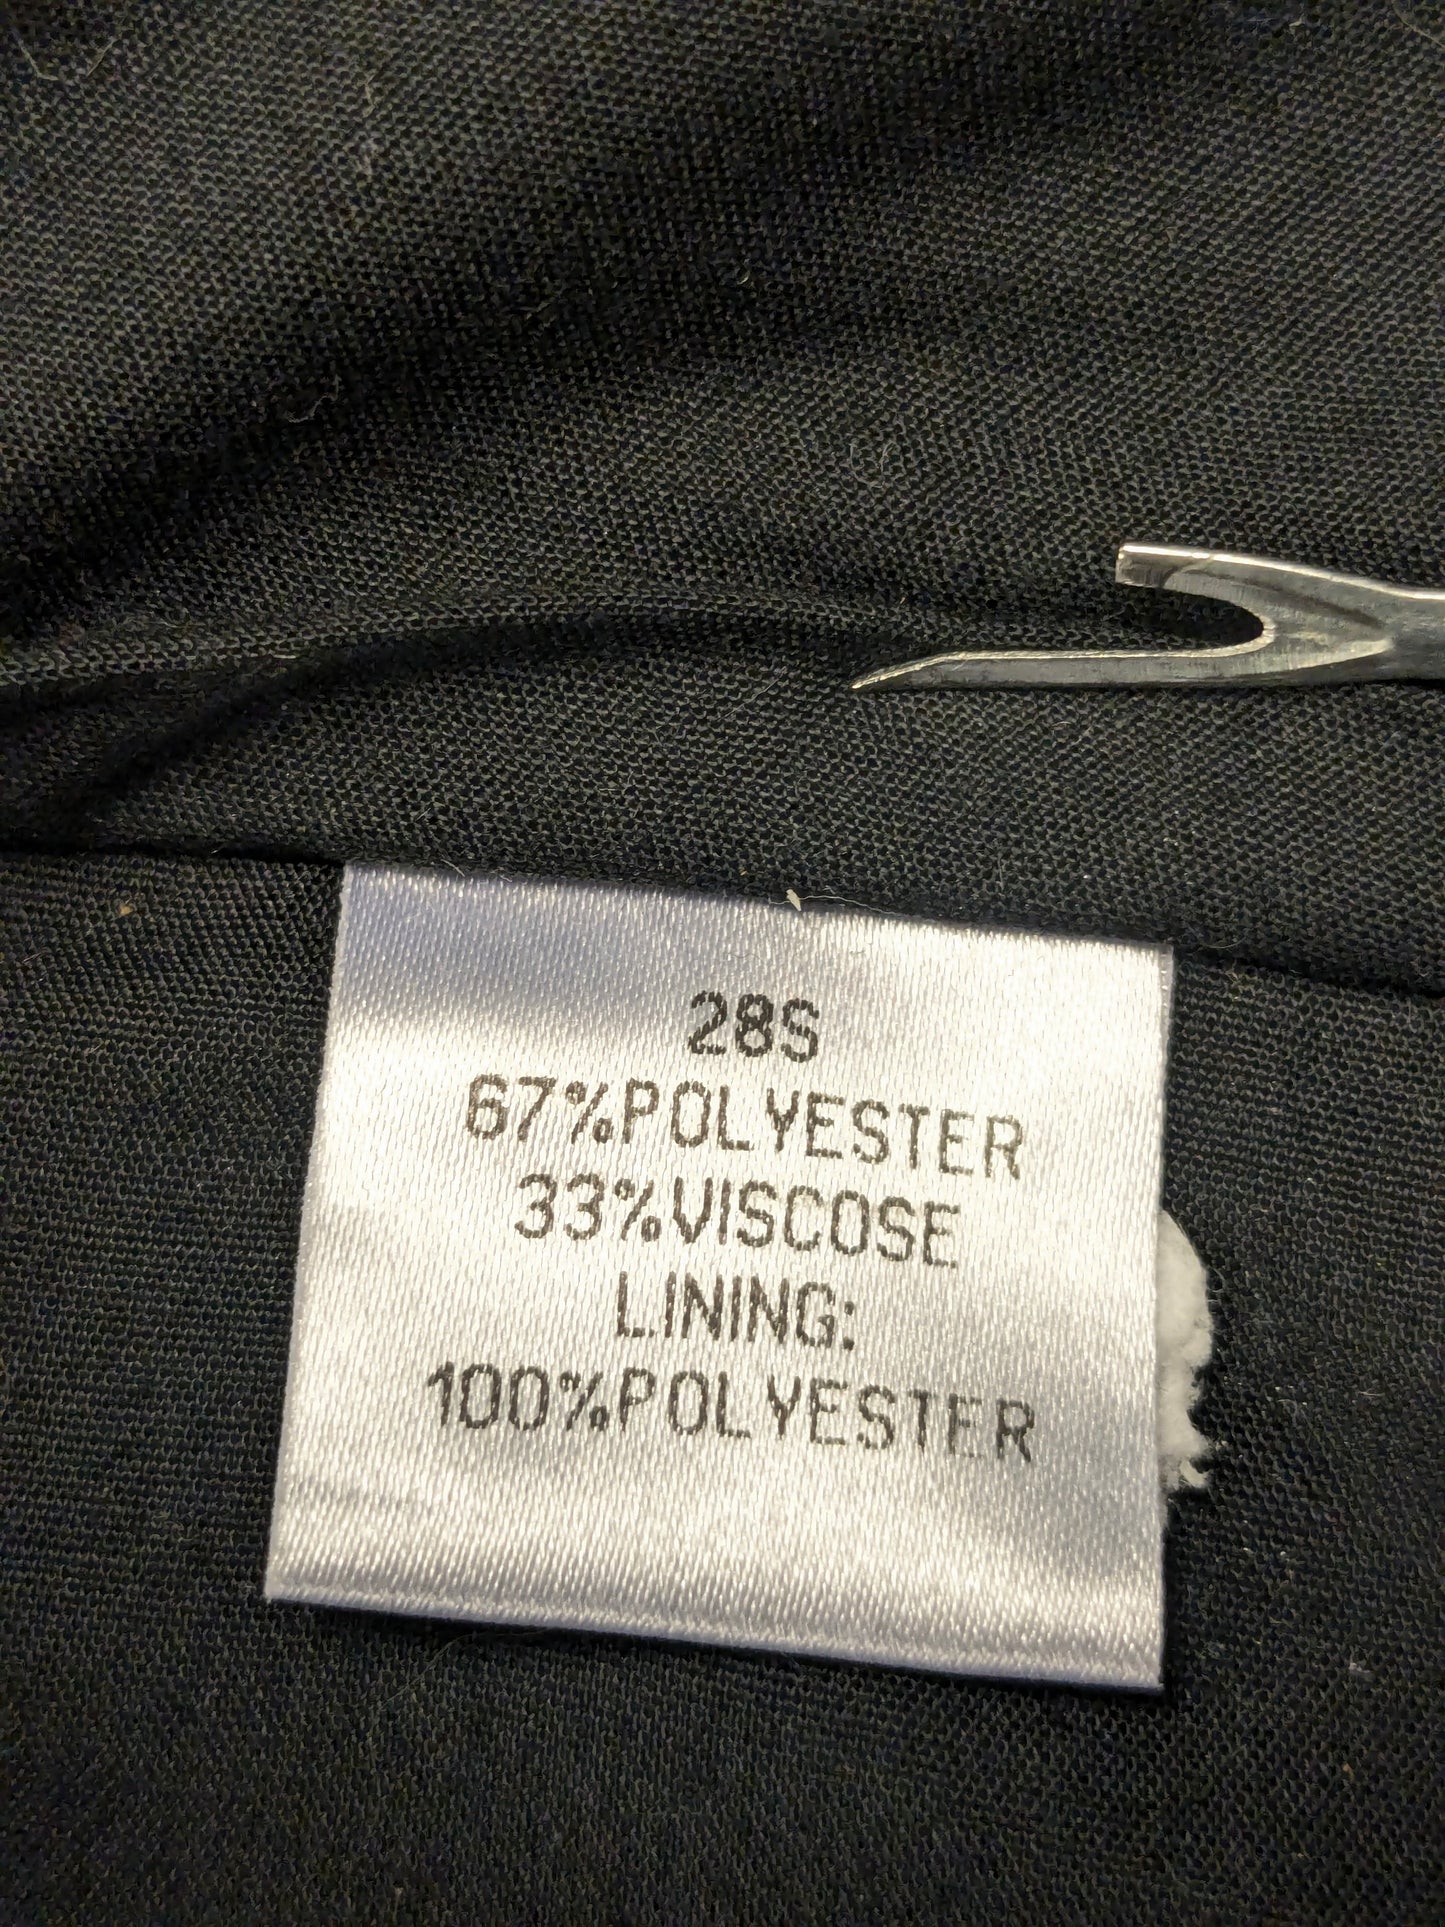 28S
67%POLYESTER
33%VISCOSE
LINING:
100%POLYESTER